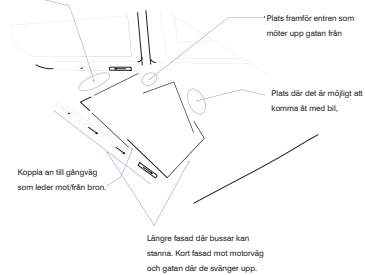 Plats framför entren som
möter upp gatan från
Plats där det är möjligt att
komma åt med bil,
Koppla an till gångväg
som leder mot/från bron.
Längre fasad där bussar kan
stanna. Kort fasad mot motorväg
och gatan där de svänger upp.